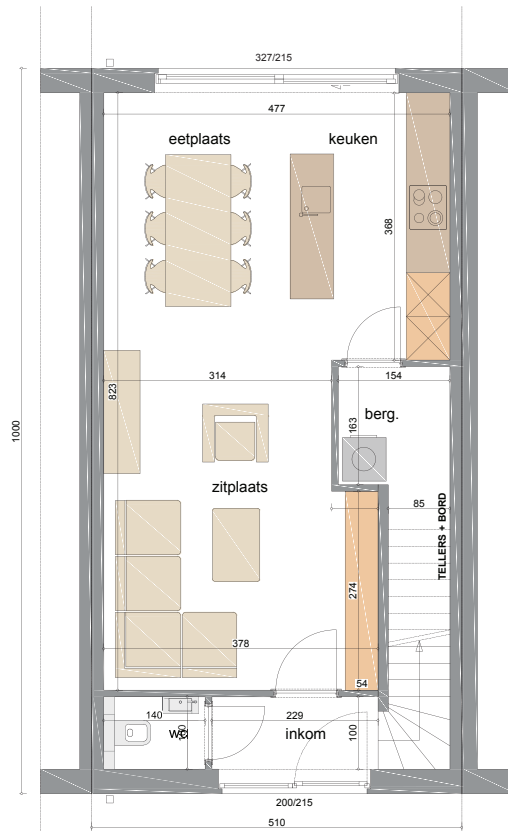 327/215
477
eetplaats
keuken
368
314
154
823
berg.
163
1000
zitplaats
85
TELLERS + BORD
274
378
54
140
229
wc
inkom
100
200/215
510